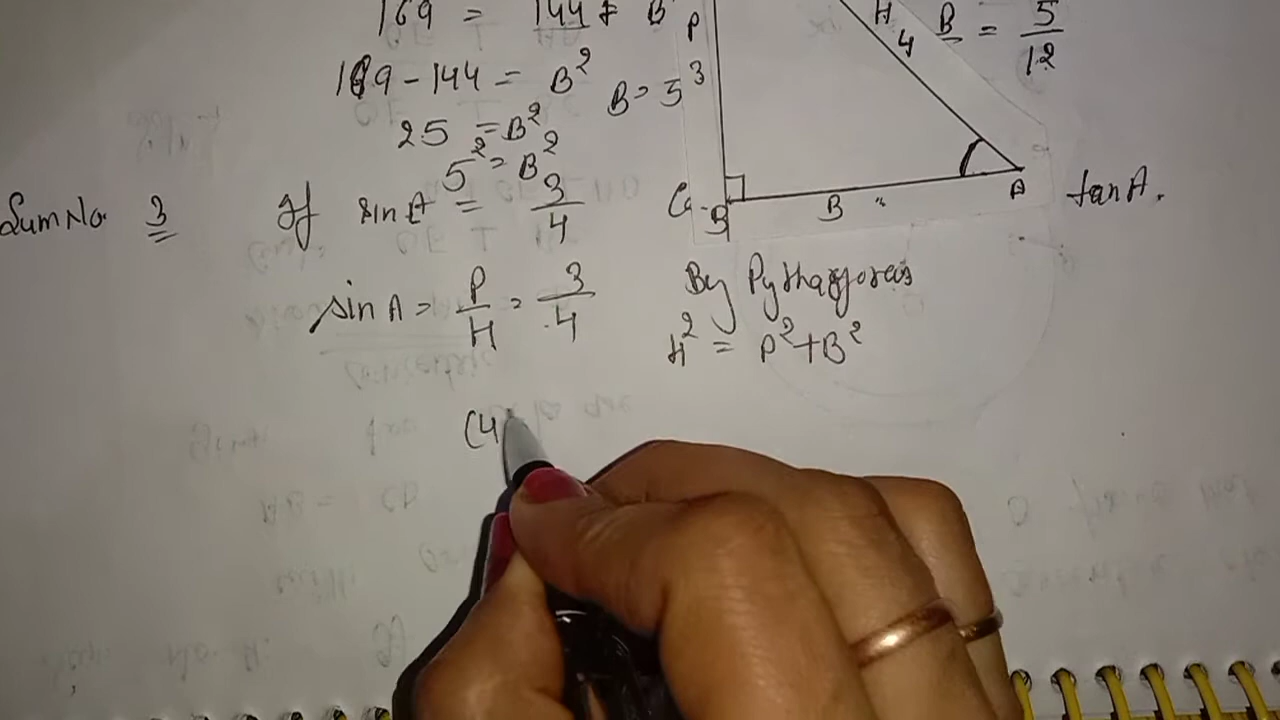 169 = 144 + B
169 - 144 = B²
25 = B²
5² = B²
B = 5
3
P
H
4
B = 5/12
Sum No. 3 If sin A = 3/4
B
B
A
tan A.
sin A = P/H = 3/4
By Pythagoras
H² = P² + B²
(4